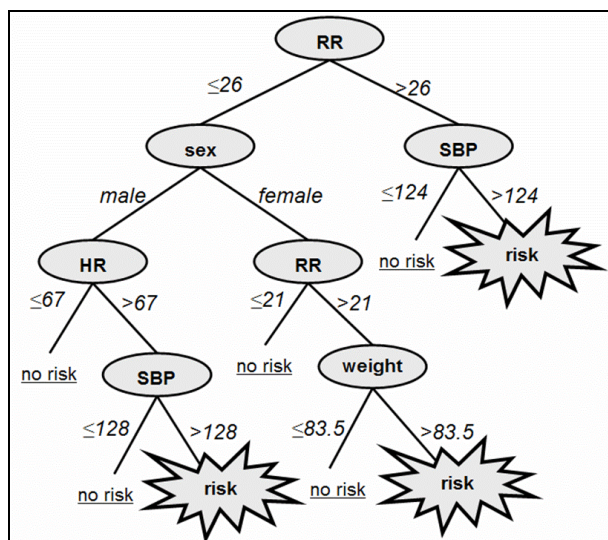 RR
≤26
>26
sex
SBP
male
female
≤124
>124
HR
RR
no risk
risk
≤67
>67
≤21
>21
no risk
SBP
no risk
weight
≤128
>128
≤83.5
>83.5
no risk
risk
no risk
risk